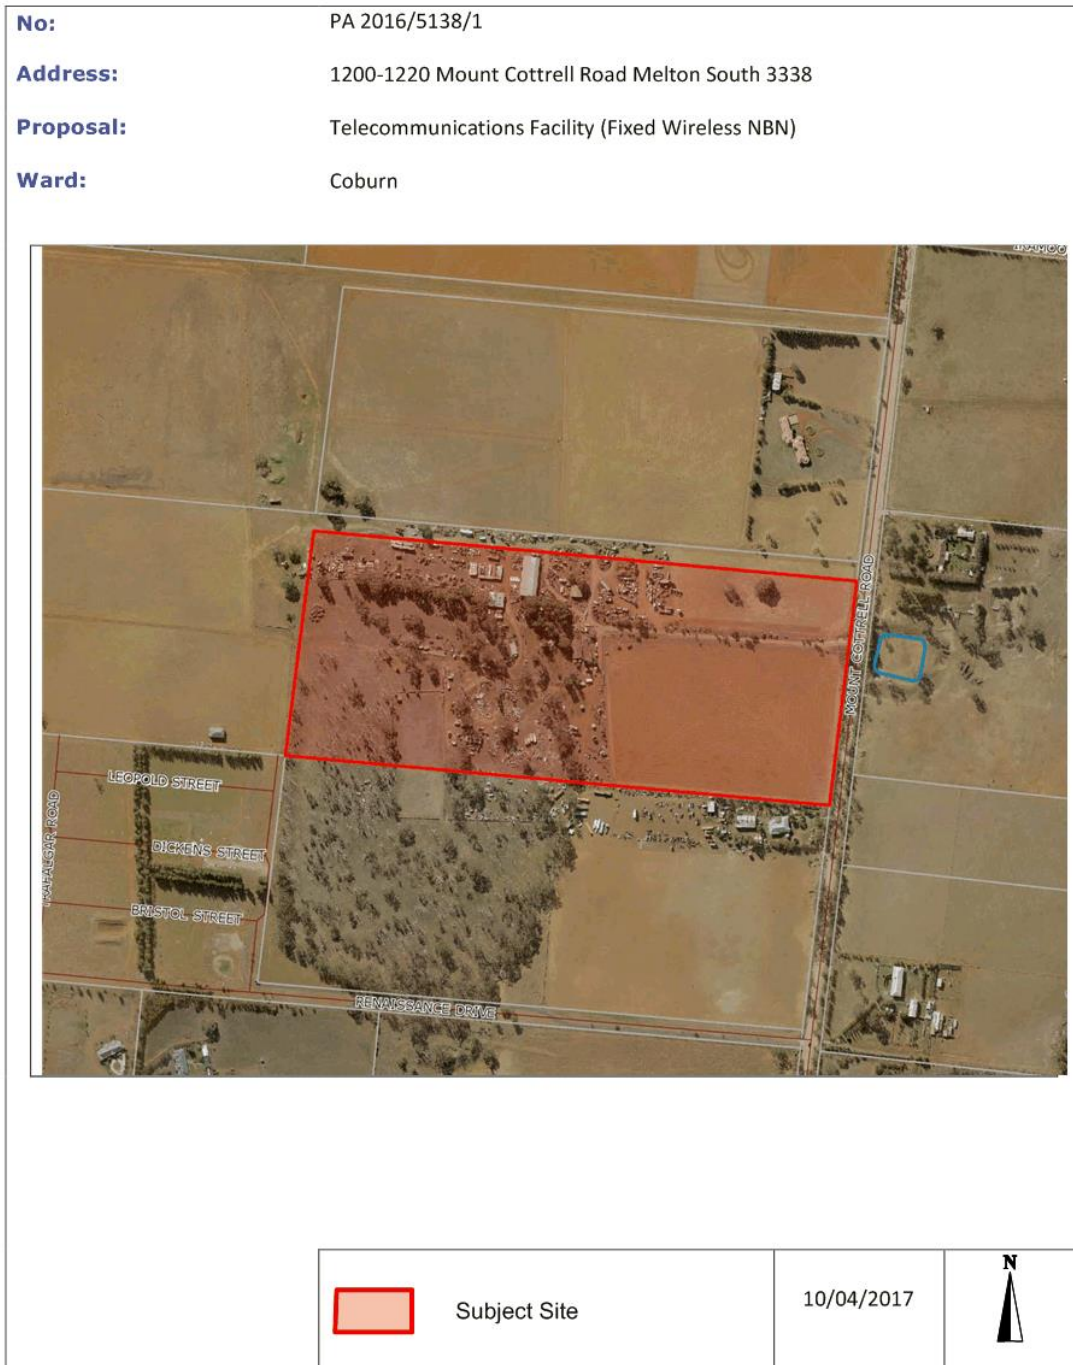 No: PA 2016/5138/1
Address: 1200-1220 Mount Cottrell Road Melton South 3338
Proposal: Telecommunications Facility (Fixed Wireless NBN)
Ward: Coburn
MOUNT COTTRELL ROAD
LEOPOLD STREET
TRAFALGAR ROAD
DICKENS STREET
BRISTOL STREET
RENAISSANCE DRIVE
N
Subject Site
10/04/2017